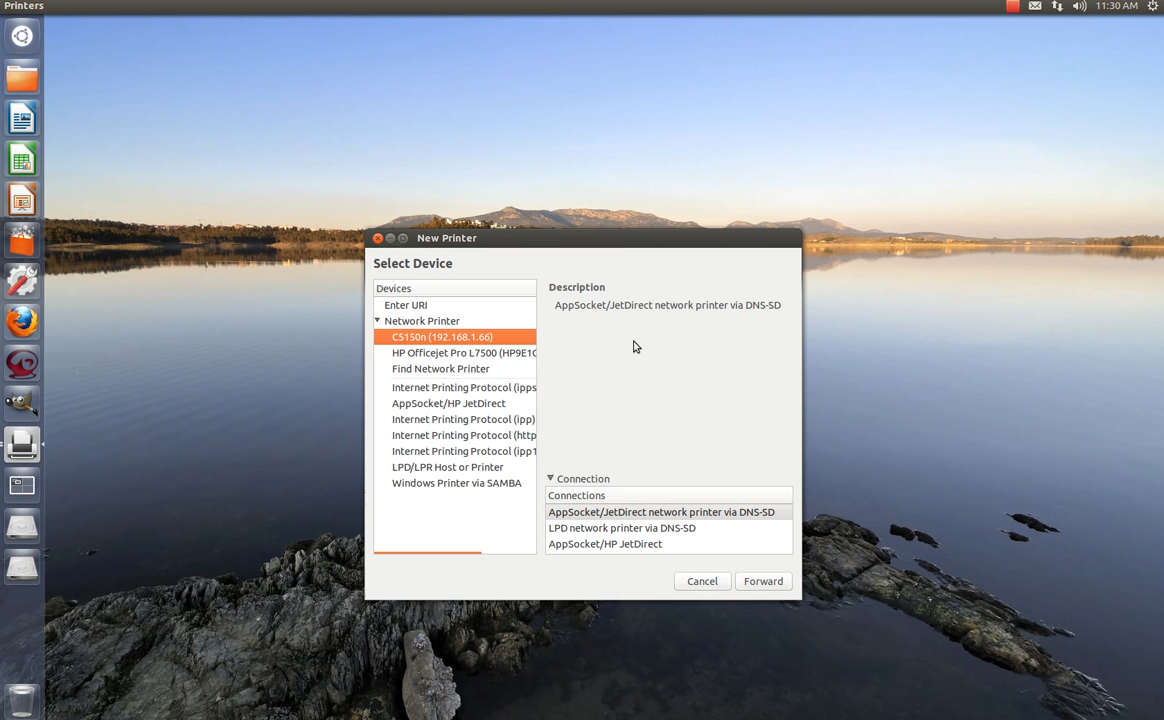 Printers
11:30 AM
New Printer
Select Device
Devices
Enter URI
Network Printer
C5150n (192.168.1.66)
HP Officejet Pro L7500 (HP9E1C
Find Network Printer
Internet Printing Protocol (ipps
AppSocket/HP JetDirect
Internet Printing Protocol (ipp)
Internet Printing Protocol (http
Internet Printing Protocol (ipp1
LPD/LPR Host or Printer
Windows Printer via SAMBA
Description
AppSocket/JetDirect network printer via DNS-SD
Connection
Connections
AppSocket/JetDirect network printer via DNS-SD
LPD network printer via DNS-SD
AppSocket/HP JetDirect
Cancel
Forward